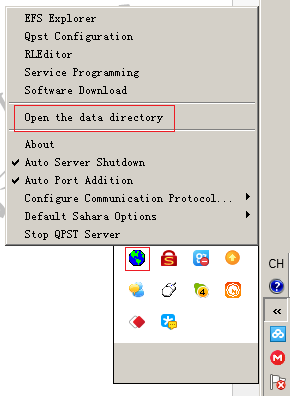 EFS Explorer
Qpst Configuration
RLEditor
Service Programming
Software Download
Open the data directory
About
Auto Server Shutdown
Auto Port Addition
Configure Communication Protocol...
Default Sahara Options
Stop QPST Server
CH